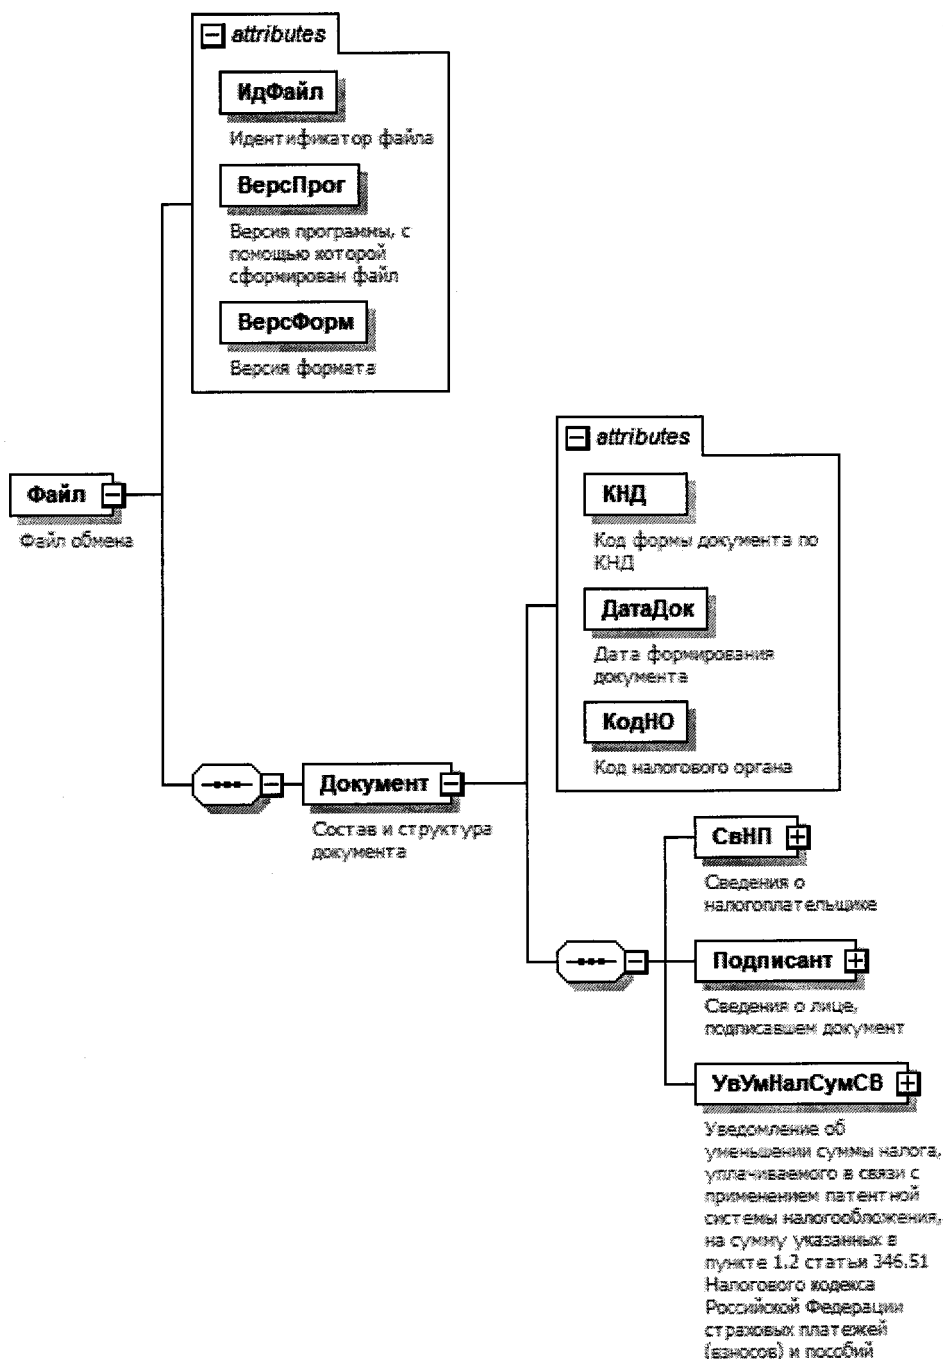 attributes
ИдФайл
Идентификатор файла
ВерсПрог
Версия программы, с
помощью которой
сформирован файл
ВерсФорм
Версия формата
Файл
Файл обмена
attributes
КНД
Код формы документа по
КНД
ДатаДок
Дата формирования
документа
КодНО
Код налогового органа
Документ
Состав и структура
документа
СвНП
Сведения о
налогоплательщике
Подписант
Сведения о лице,
подписавшем документ
УвУмНалСумСВ
Уведомление об
уменьшении суммы налога,
уплачиваемого в связи с
применением патентной
системы налогообложения,
на сумму указанных в
пункте 1.2 статьи 346.51
Налогового кодекса
Российской Федерации
страховых платежей
(взносов) и пособий